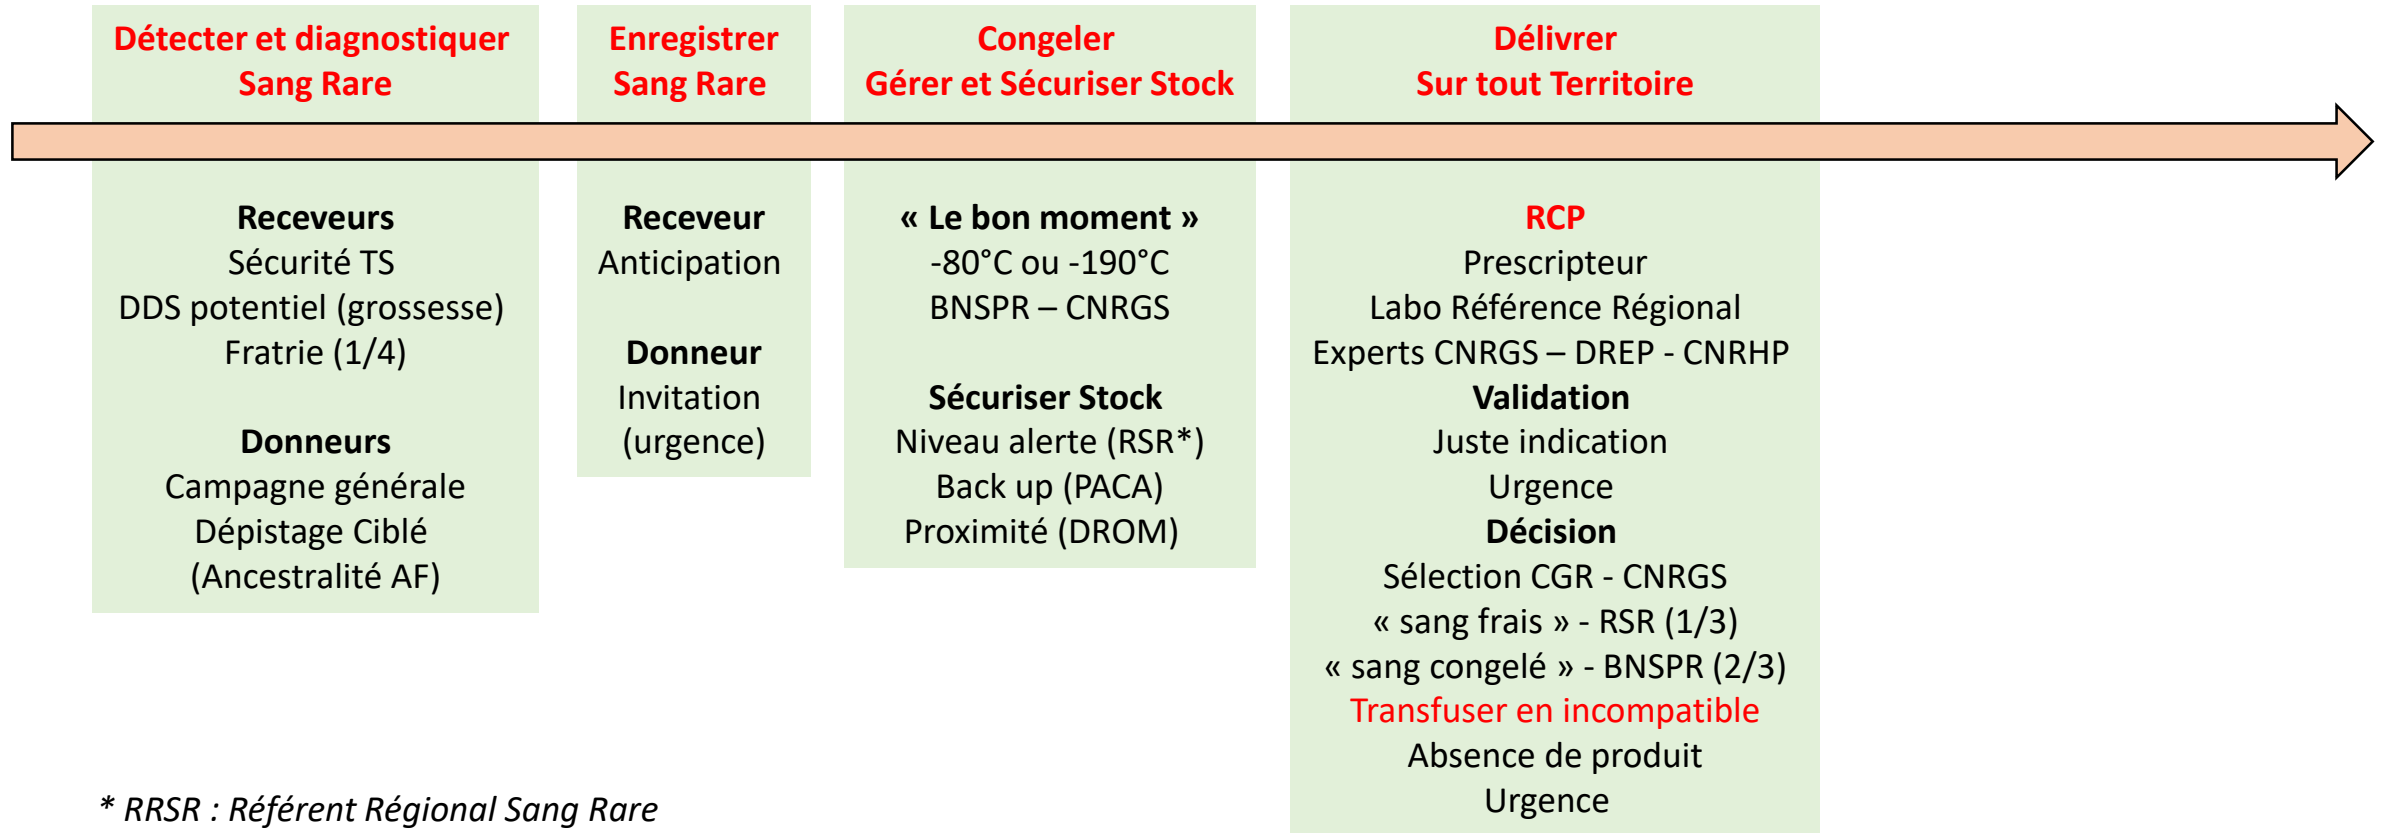 Détecter et diagnostiquer
Sang Rare
Receveurs
Sécurité TS
DDS potentiel (grossesse)
Fratrie (1/4)
Donneurs
Campagne générale
Dépistage Ciblé
(Ancestralité AF)
Enregistrer
Sang Rare
Receveur
Anticipation
Donneur
Invitation
(urgence)
Congeler
Gérer et Sécuriser Stock
« Le bon moment »
-80°C ou -190°C
BNSPR – CNRGS
Sécuriser Stock
Niveau alerte (RSR*)
Back up (PACA)
Proximité (DROM)
Délivrer
Sur tout Territoire
RCP
Prescripteur
Labo Référence Régional
Experts CNRGS – DREP - CNRHP
Validation
Juste indication
Urgence
Décision
Sélection CGR - CNRGS
« sang frais » - RSR (1/3)
« sang congelé » - BNSPR (2/3)
Transfuser en incompatible
Absence de produit
Urgence
* RRSR : Référent Régional Sang Rare